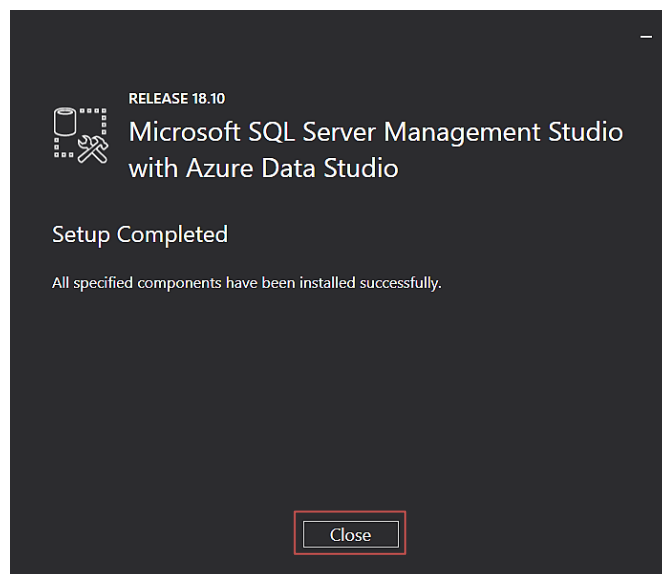 RELEASE 18.10
Microsoft SQL Server Management Studio
with Azure Data Studio
Setup Completed
All specified components have been installed successfully.
Close